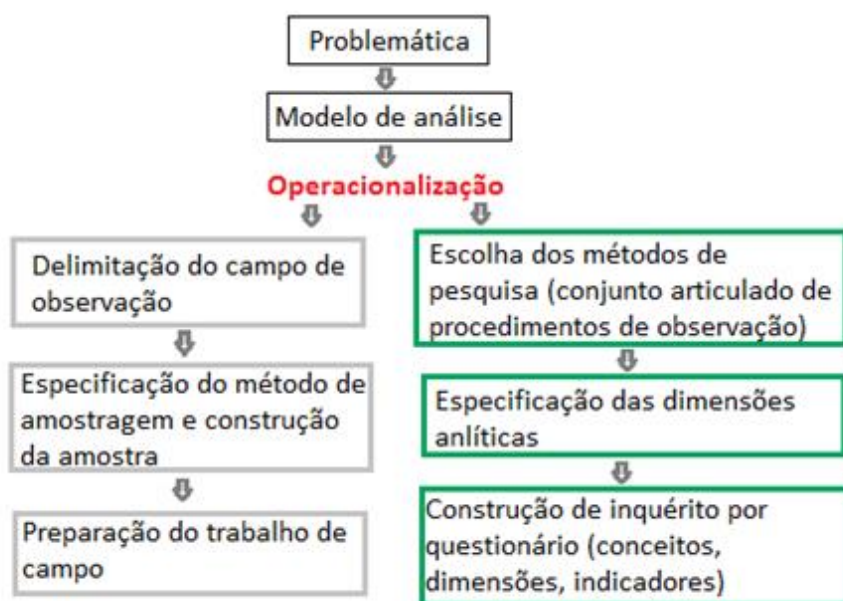 Problemática
Modelo de análise
Operacionalização
Delimitação do campo de
observação
Especificação do método de
amostragem e construção
da amostra
Preparação do trabalho de
campo
Escolha dos métodos de
pesquisa (conjunto articulado de
procedimentos de observação)
Especificação das dimensões
anlíticas
Construção de inquérito por
questionário (conceitos,
dimensões, indicadores)